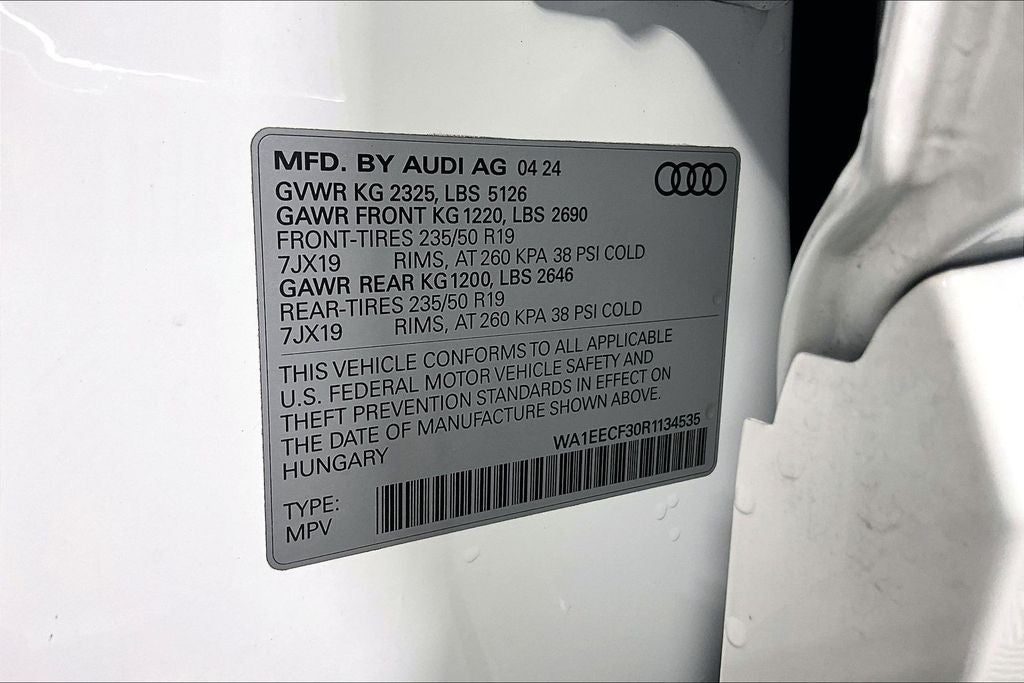 MFD. BY AUDI AG 04 24
GVWR KG 2325, LBS 5126
GAWR FRONT KG 1220, LBS 2690
FRONT-TIRES 235/50 R19
7JX19 RIMS, AT 260 KPA 38 PSI COLD
GAWR REAR KG 1200, LBS 2646
REAR-TIRES 235/50 R19
7JX19 RIMS, AT 260 KPA 38 PSI COLD
THIS VEHICLE CONFORMS TO ALL APPLICABLE
U.S. FEDERAL MOTOR VEHICLE SAFETY AND
THEFT PREVENTION STANDARDS IN EFFECT ON
THE DATE OF MANUFACTURE SHOWN ABOVE.
HUNGARY
WA1EECF30R1134535
TYPE:
MPV